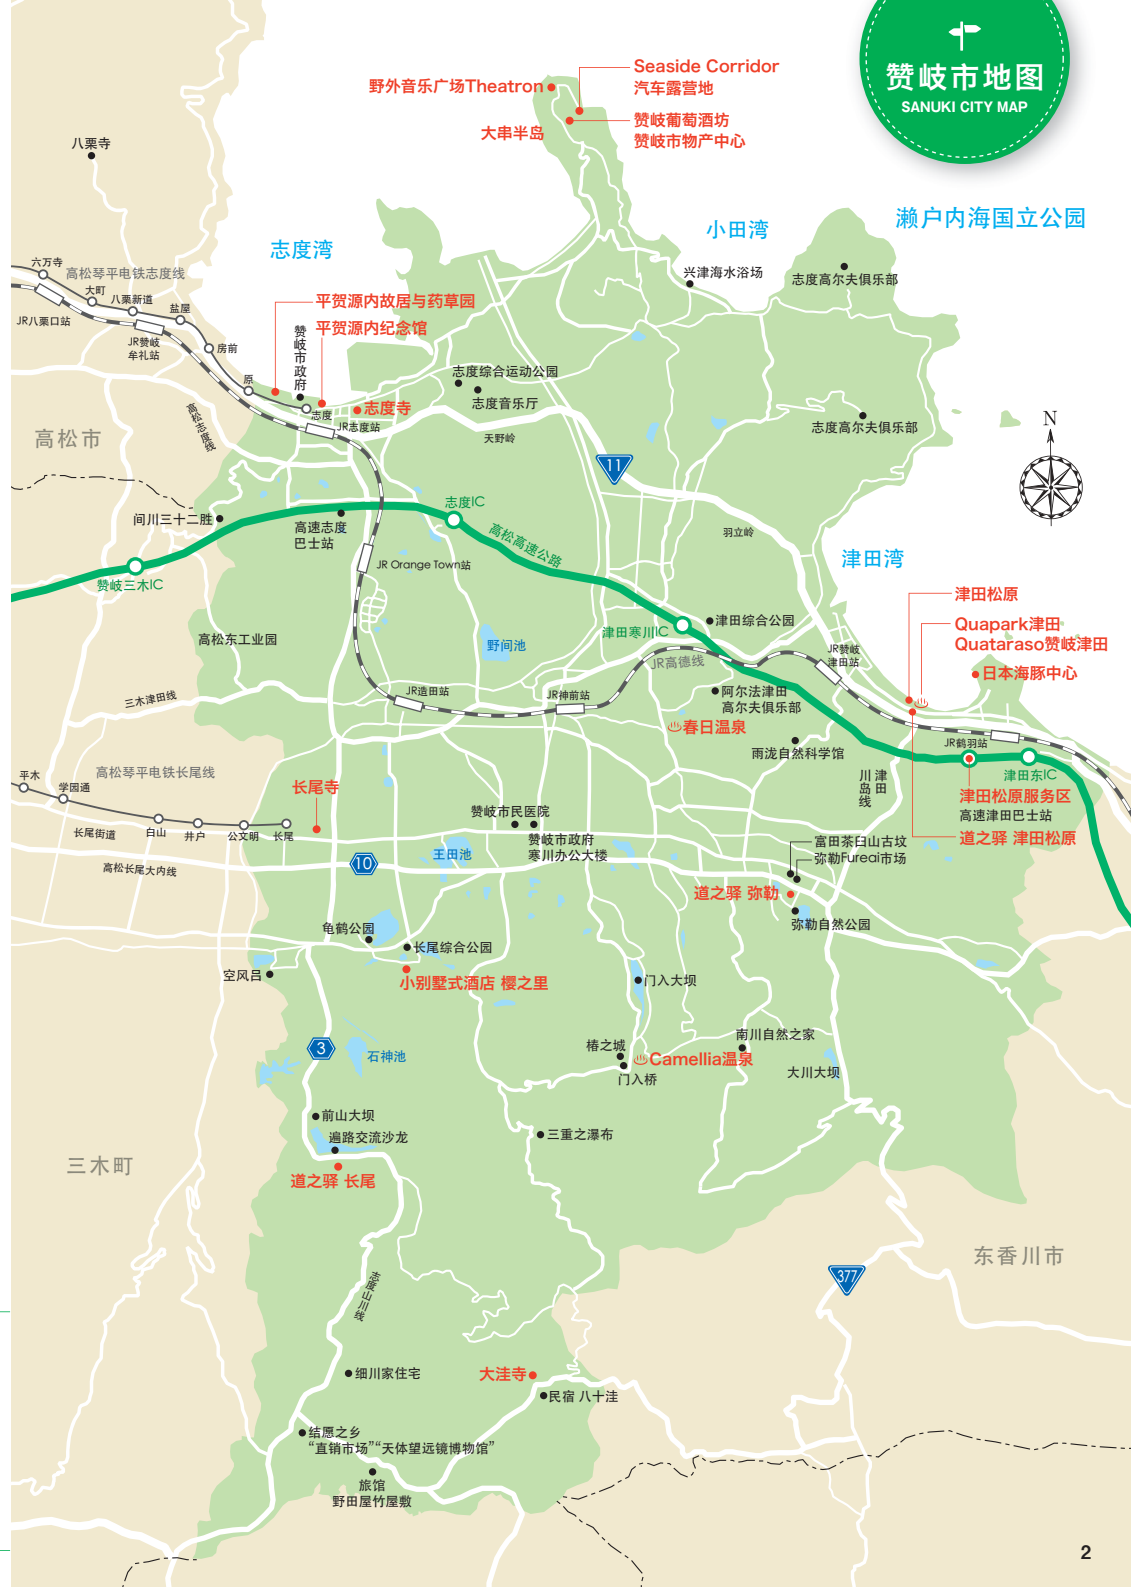 赞岐市地图
SANUKI CITY MAP
Seaside Corridor
汽车露营地
野外音乐广场Theatron
赞岐葡萄酒坊
赞岐市物产中心
大串半岛
八栗寺
濑户内海国立公园
小田湾
志度湾
兴津海水浴场
志度高尔夫俱乐部
六万寺
高松琴平电铁志度线
大町
八栗新道
盐屋
JR八栗口站
JR赞岐
牟礼站
房前
原
平贺源内故居与药草园
平贺源内纪念馆
赞岐市政府
志度
志度寺
JR志度站
志度综合运动公园
志度音乐厅
天野岭
志度高尔夫俱乐部
高松志度线
高松市
N
11
间川三十二胜
高速志度
巴士站
志度IC
高松高速公路
羽立岭
赞岐三木IC
JR Orange Town站
津田湾
津田松原
Quapark津田
Quataraso赞岐津田
日本海豚中心
高松东工业园
野间池
津田寒川IC
津田综合公园
JR高德线
JR赞岐
津田站
三木津田线
JR造田站
JR神前站
阿尔法津田
高尔夫俱乐部
春日温泉
雨泷自然科学馆
JR鹤羽站
津田
川岛线
津田东IC
津田松原服务区
高速津田巴士站
道之驿 津田松原
平木
学园通
高松琴平电铁长尾线
长尾寺
长尾街道
白山
井户
公文明
长尾
赞岐市民医院
赞岐市政府
寒川办公大楼
王田池
10
高松长尾大内线
富田茶臼山古坟
弥勒Fureai市场
道之驿 弥勒
弥勒自然公园
龟鹤公园
长尾综合公园
空风吕
小别墅式酒店 樱之里
门入大坝
3
石神池
椿之城
Camellia温泉
门入桥
南川自然之家
大川大坝
前山大坝
遍路交流沙龙
三重之瀑布
道之驿 长尾
三木町
东香川市
377
志度山川线
细川家住宅
大洼寺
民宿 八十洼
结愿之乡
“直销市场”“天体望远镜博物馆”
旅馆
野田屋竹屋敷
2